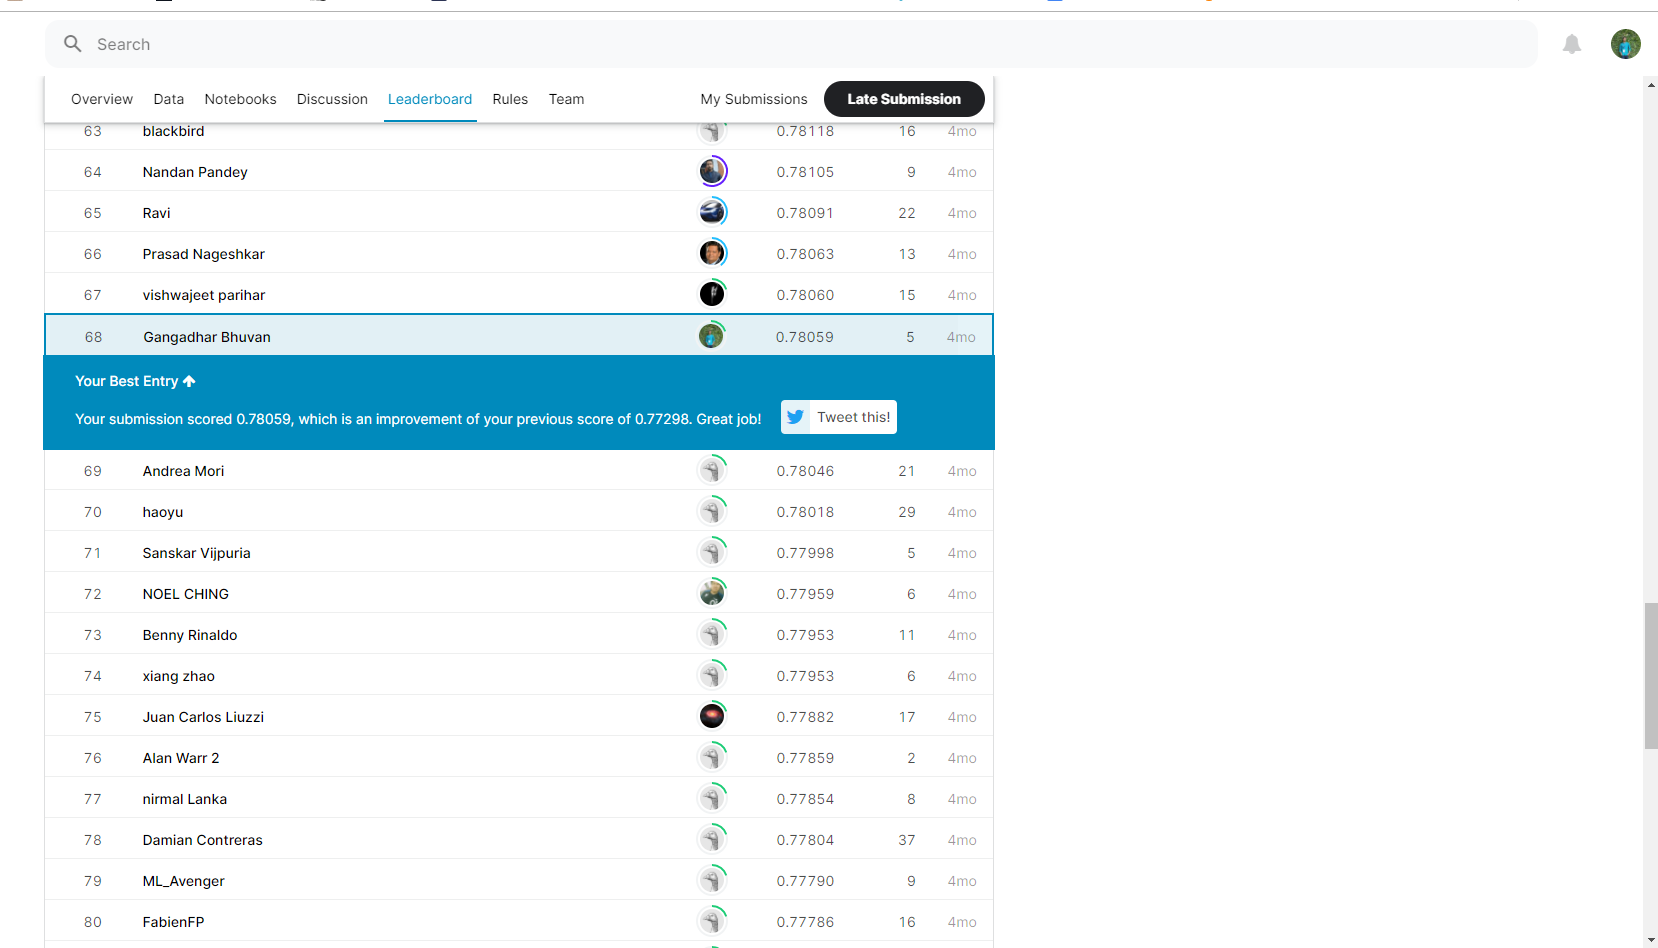 Search
Overview Data Notebooks Discussion Leaderboard Rules Team My Submissions Late Submission
63 blackbird 0.78118 16 4mo
64 Nandan Pandey 0.78105 9 4mo
65 Ravi 0.78091 22 4mo
66 Prasad Nageshkar 0.78063 13 4mo
67 vishwajeet parihar 0.78060 15 4mo
68 Gangadhar Bhuvan 0.78059 5 4mo
Your Best Entry
Your submission scored 0.78059, which is an improvement of your previous score of 0.77298. Great job! Tweet this!
69 Andrea Mori 0.78046 21 4mo
70 haoyu 0.78018 29 4mo
71 Sanskar Vijpuria 0.77998 5 4mo
72 NOEL CHING 0.77959 6 4mo
73 Benny Rinaldo 0.77953 11 4mo
74 xiang zhao 0.77953 6 4mo
75 Juan Carlos Liuzzi 0.77882 17 4mo
76 Alan Warr 2 0.77859 2 4mo
77 nirmal Lanka 0.77854 8 4mo
78 Damian Contreras 0.77804 37 4mo
79 ML_Avenger 0.77790 9 4mo
80 FabienFP 0.77786 16 4mo